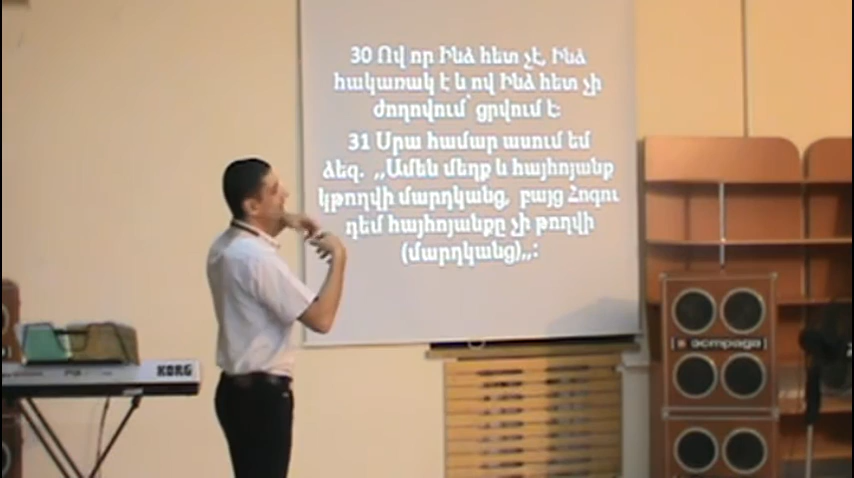 30 Ով որ Ինձ հետ չէ, Ինձ
հակառակ է և ով Ինձ հետ չի
ժողովում՝ ցրվում է:
31 Սրա համար ասում եմ
ձեզ. ,,Ամեն մեղք և հայհոյանք
կթողվի մարդկանց, բայց Հոգու
դեմ հայհոյանքը չի թողվի
(մարդկանց),,:
KORG
эстрада